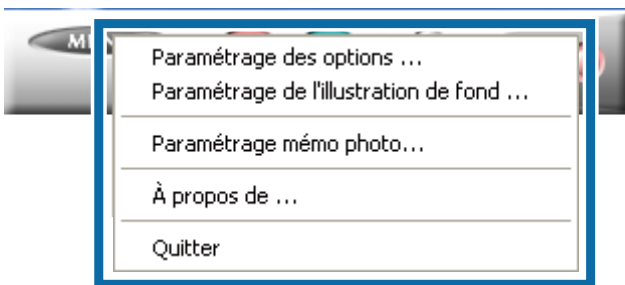 Paramétrage des options ...
Paramétrage de l'illustration de fond ...
Paramétrage mémo photo...
À propos de ...
Quitter